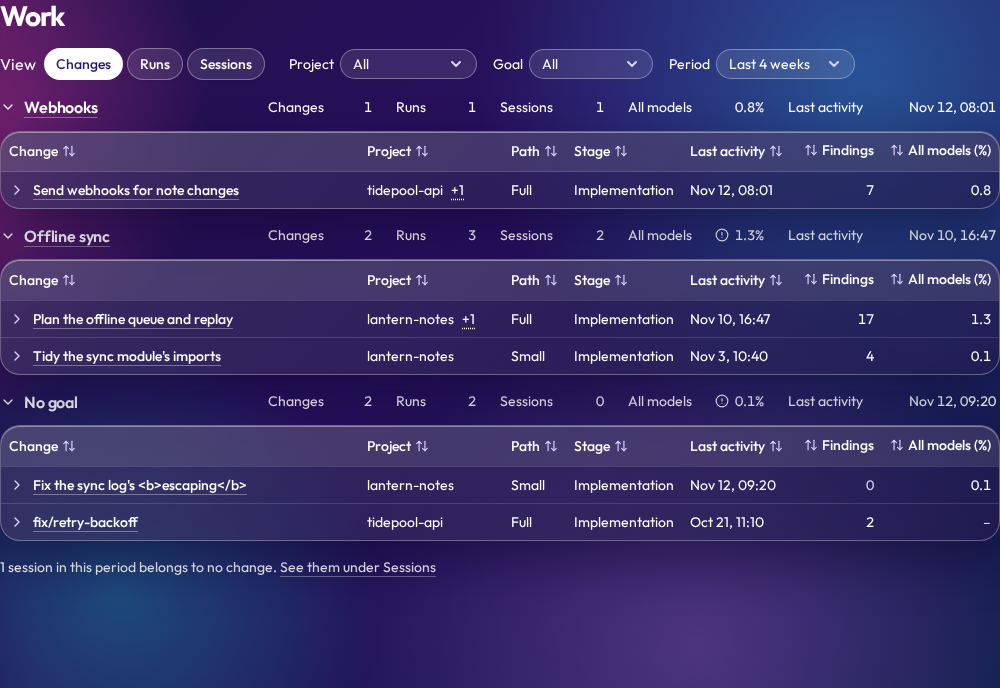 Work
View Changes Runs Sessions Project All Goal All Period Last 4 weeks
Webhooks Changes 1 Runs 1 Sessions 1 All models 0.8% Last activity Nov 12, 08:01
Change Project Path Stage Last activity Findings All models (%)
Send webhooks for note changes tidepool-api +1 Full Implementation Nov 12, 08:01 7 0.8
Offline sync Changes 2 Runs 3 Sessions 2 All models 1.3% Last activity Nov 10, 16:47
Change Project Path Stage Last activity Findings All models (%)
Plan the offline queue and replay lantern-notes +1 Full Implementation Nov 10, 16:47 17 1.3
Tidy the sync module's imports lantern-notes Small Implementation Nov 3, 10:40 4 0.1
No goal Changes 2 Runs 2 Sessions 0 All models 0.1% Last activity Nov 12, 09:20
Change Project Path Stage Last activity Findings All models (%)
Fix the sync log's <b>escaping</b> lantern-notes Small Implementation Nov 12, 09:20 0 0.1
fix/retry-backoff tidepool-api Full Implementation Oct 21, 11:10 2 –
1 session in this period belongs to no change. See them under Sessions